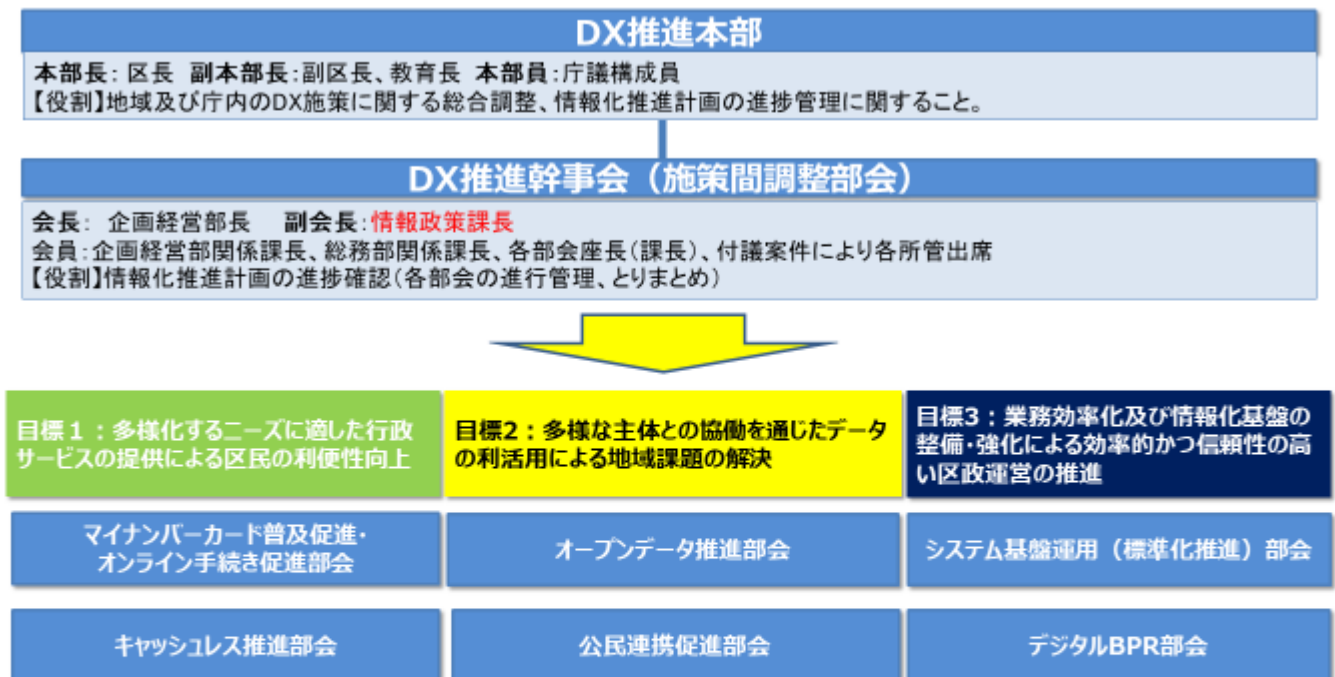 DX推進本部
本部長: 区長 副本部長:副区長、教育長 本部員:庁議構成員
【役割】地域及び庁内のDX施策に関する総合調整、情報化推進計画の進捗管理に関すること。
DX推進幹事会（施策間調整部会）
会長: 企画経営部長 副会長:情報政策課長
会員:企画経営部関係課長、総務部関係課長、各部会座長(課長)、付議案件により各所管出席
【役割】情報化推進計画の進捗確認(各部会の進行管理、とりまとめ)
目標１：多様化するニーズに適した行政
サービスの提供による区民の利便性向上
目標2：多様な主体との協働を通じたデータ
の利活用による地域課題の解決
目標3：業務効率化及び情報化基盤の
整備・強化による効率的かつ信頼性の高
い区政運営の推進
マイナンバーカード普及促進・
オンライン手続き促進部会
オープンデータ推進部会
システム基盤運用（標準化推進）部会
キャッシュレス推進部会
公民連携促進部会
デジタルBPR部会